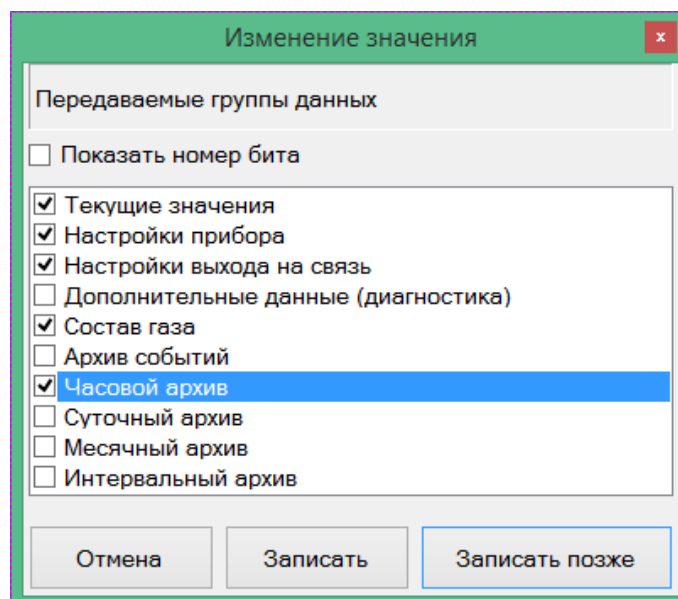 Изменение значения
x
Передаваемые группы данных
Показать номер бита
Текущие значения
Настройки прибора
Настройки выхода на связь
Дополнительные данные (диагностика)
Состав газа
Архив событий
Часовой архив
Суточный архив
Месячный архив
Интервальный архив
Отмена Записать Записать позже